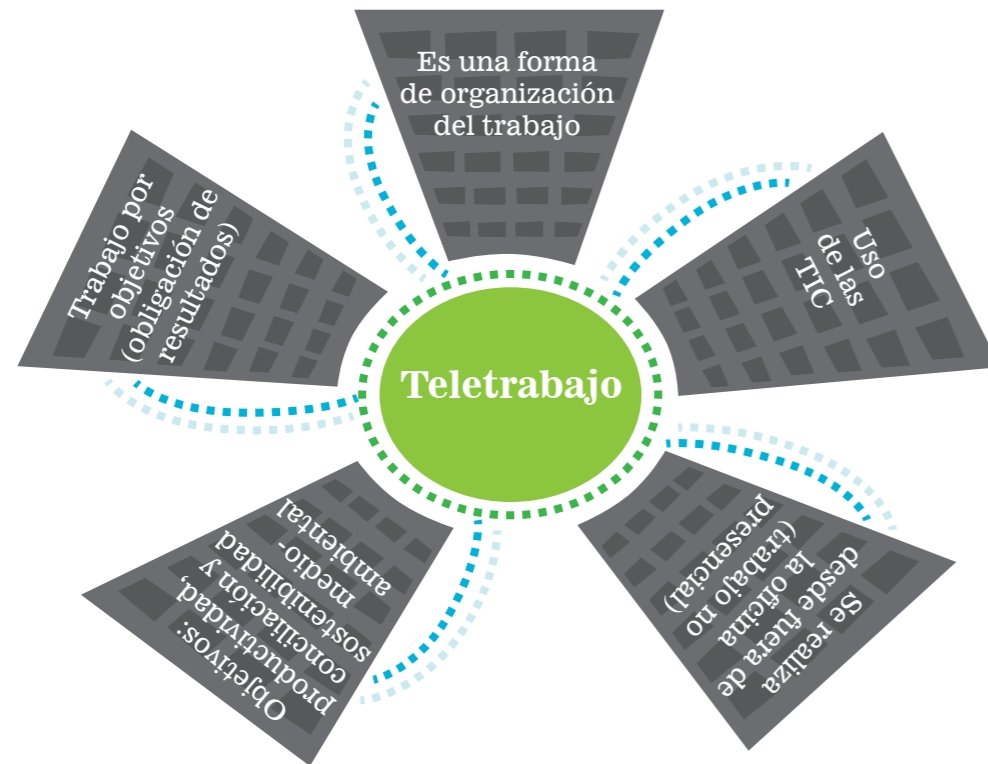 Es una forma
de organización
del trabajo
Uso
de las
TIC
Se realiza
desde fuera de
la oficina
(trabajo no
presencial)
Objetivos:
productividad,
conciliación y
sostenibilidad
medio-
ambiental
Trabajo por
objetivos
(obligación de
resultados)
Teletrabajo